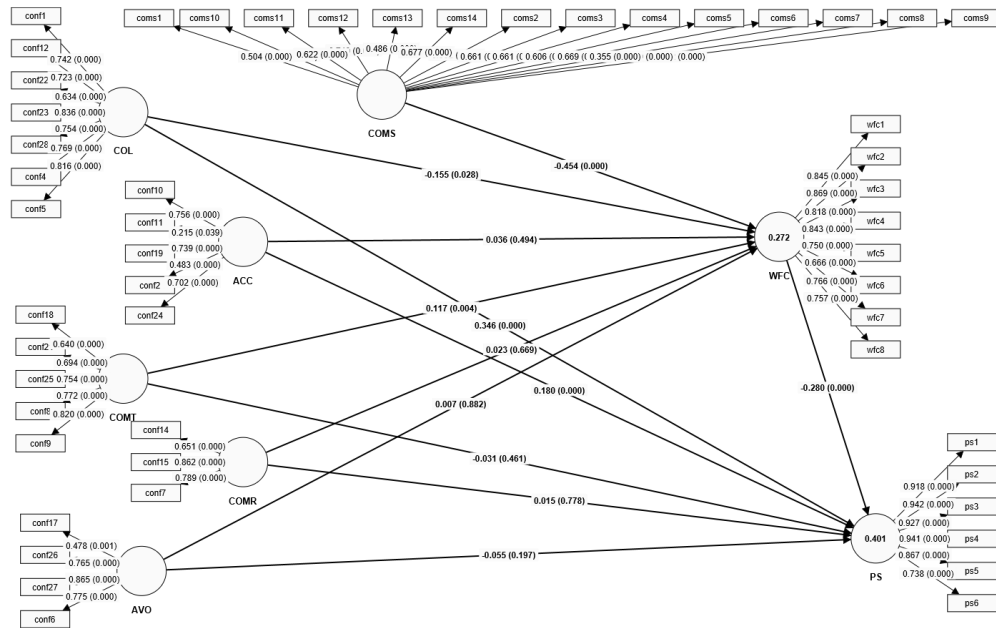 coms1
coms10
coms11
coms12
coms13
coms14
coms2
coms3
coms4
coms5
coms6
coms7
coms8
coms9
0.504 (0.000)
0.622 (0.000)
0.486 (0.000)
0.677 (0.000)
0.661 (0.000)
0.661 (0.000)
0.606 (0.000)
0.669 (0.000)
0.355 (0.000)
(0.000)
(0.000)
COMS
conf1
conf12
conf22
conf23
conf28
conf4
conf5
0.742 (0.000)
0.723 (0.000)
0.634 (0.000)
0.836 (0.000)
0.754 (0.000)
0.769 (0.000)
0.816 (0.000)
COL
conf10
conf11
conf19
conf2
conf24
0.756 (0.000)
0.215 (0.039)
0.739 (0.000)
0.483 (0.000)
0.702 (0.000)
ACC
conf18
conf2
conf25
conf8
conf9
0.640 (0.000)
0.694 (0.000)
0.754 (0.000)
0.772 (0.000)
0.820 (0.000)
COMT
conf14
conf15
conf7
0.651 (0.000)
0.862 (0.000)
0.789 (0.000)
COMR
conf17
conf26
conf27
conf6
0.478 (0.001)
0.765 (0.000)
0.865 (0.000)
0.775 (0.000)
AVO
-0.454 (0.000)
-0.155 (0.028)
0.036 (0.494)
0.117 (0.004)
0.346 (0.000)
0.023 (0.669)
0.180 (0.000)
0.007 (0.882)
-0.280 (0.000)
-0.031 (0.461)
0.015 (0.778)
-0.055 (0.197)
0.272
WFC
wfc1
wfc2
wfc3
wfc4
wfc5
wfc6
wfc7
wfc8
0.845 (0.000)
0.869 (0.000)
0.818 (0.000)
0.843 (0.000)
0.750 (0.000)
0.666 (0.000)
0.766 (0.000)
0.757 (0.000)
0.401
PS
ps1
ps2
ps3
ps4
ps5
ps6
0.918 (0.000)
0.942 (0.000)
0.927 (0.000)
0.941 (0.000)
0.867 (0.000)
0.738 (0.000)